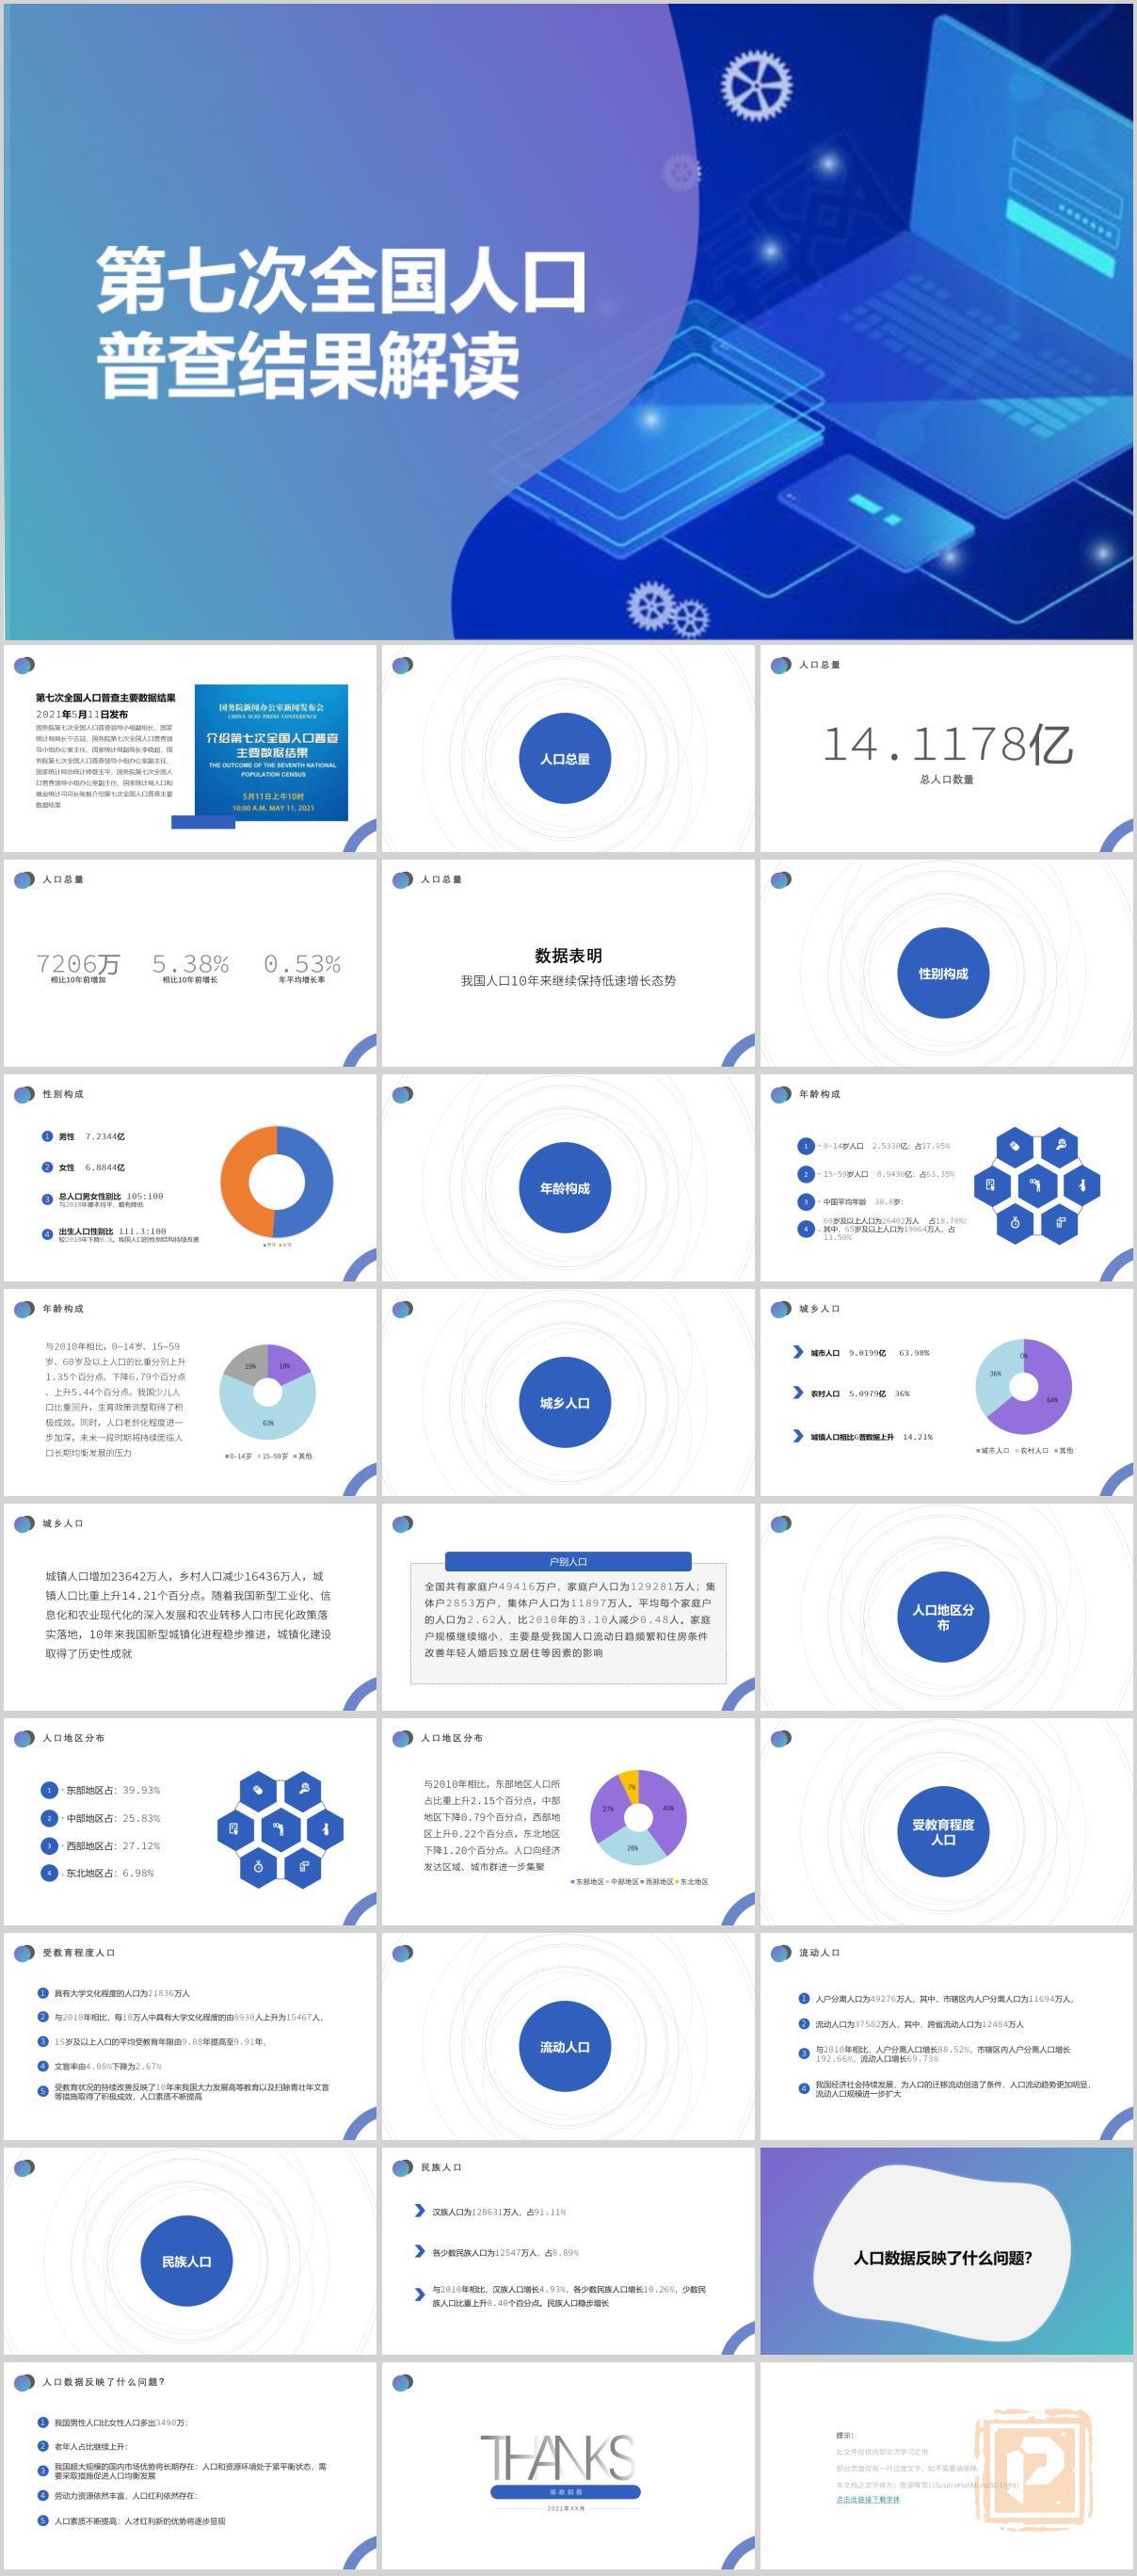 第七次全国人口
普查结果解读
第七次全国人口普查主要数据结果
2021年5月11日发布
国务院第七次全国人口普查领导小组副组长、国家
统计局局长宁吉喆，国务院第七次全国人口普查领
导小组办公室主任、国家统计局副局长李晓超，国
务院第七次全国人口普查领导小组办公室副主任、
国家统计局总统计师曾玉平，国务院第七次全国人
口普查领导小组办公室副主任、国家统计局人口和
就业统计司司长张毅介绍第七次全国人口普查主要
数据结果
国务院新闻办公室新闻发布会
CHINA SCIO PRESS CONFERENCE
介绍第七次全国人口普查
主要数据结果
THE OUTCOME OF THE SEVENTH NATIONAL
POPULATION CENSUS
5月11日上午10时
10:00 A.M. MAY 11, 2021
人口总量
人口总量
14.1178亿
总人口数量
人口总量
7206万
相比10年前增加
5.38%
相比10年前增长
0.53%
年平均增长率
人口总量
数据表明
我国人口10年来继续保持低速增长态势
性别构成
性别构成
1 男性 7.2344亿
2 女性 6.8844亿
3 总人口男女性别比 105:100
与2010年基本持平，略有降低
4 出生人口性别比 111.3:100
较2010年下降6.8，我国人口的性别结构持续改善
男性 女性
年龄构成
年龄构成
1 0-14岁人口 2.5338亿；占17.95%
2 15-59岁人口 8.9438亿；占63.35%
3 中国平均年龄 38.8岁；
4 60岁及以上人口为26402万人 占18.70%；
其中，65岁及以上人口为19064万人，占
13.50%
年龄构成
与2010年相比，0—14岁、15—59
岁、60岁及以上人口的比重分别上升
1.35个百分点、下降6.79个百分点
、上升5.44个百分点。我国少儿人
口比重回升，生育政策调整取得了积
极成效。同时，人口老龄化程度进一
步加深，未来一段时期将持续面临人
口长期均衡发展的压力
19%
18%
63%
0-14岁 15-59岁 其他
城乡人口
城乡人口
城市人口 9.0199亿 63.98%
农村人口 5.0979亿 36%
城镇人口相比6普数据上升 14.21%
0%
36%
64%
城市人口 农村人口 其他
城乡人口
城镇人口增加23642万人，乡村人口减少16436万人，城
镇人口比重上升14.21个百分点。随着我国新型工业化、信
息化和农业现代化的深入发展和农业转移人口市民化政策落
实落地，10年来我国新型城镇化进程稳步推进，城镇化建设
取得了历史性成就
户别人口
全国共有家庭户49416万户，家庭户人口为129281万人；集
体户2853万户，集体户人口为11897万人。平均每个家庭户
的人口为2.62人，比2010年的3.10人减少0.48人。家庭
户规模继续缩小，主要是受我国人口流动日趋频繁和住房条件
改善年轻人婚后独立居住等因素的影响
人口地区分
布
人口地区分布
1 东部地区占：39.93%
2 中部地区占：25.83%
3 西部地区占：27.12%
4 东北地区占：6.98%
人口地区分布
与2010年相比，东部地区人口所
占比重上升2.15个百分点，中部
地区下降0.79个百分点，西部地
区上升0.22个百分点，东北地区
下降1.20个百分点。人口向经济
发达区域、城市群进一步集聚
7%
27%
40%
26%
东部地区 中部地区 西部地区 东北地区
受教育程度
人口
受教育程度人口
1 具有大学文化程度的人口为21836万人
2 与2010年相比，每10万人中具有大学文化程度的由8930人上升为15467人，
3 15岁及以上人口的平均受教育年限由9.08年提高至9.91年，
4 文盲率由4.08%下降为2.67%
5 受教育状况的持续改善反映了10年来我国大力发展高等教育以及扫除青壮年文盲
等措施取得了积极成效，人口素质不断提高
流动人口
流动人口
1 人户分离人口为49276万人，其中，市辖区内人户分离人口为11694万人，
2 流动人口为37582万人，其中，跨省流动人口为12484万人
3 与2010年相比，人户分离人口增长88.52%，市辖区内人户分离人口增长
192.66%，流动人口增长69.73%
4 我国经济社会持续发展，为人口的迁移流动创造了条件，人口流动趋势更加明显，
流动人口规模进一步扩大
民族人口
民族人口
汉族人口为128631万人，占91.11%
各少数民族人口为12547万人，占8.89%
与2010年相比，汉族人口增长4.93%，各少数民族人口增长10.26%，少数民
族人口比重上升0.40个百分点。民族人口稳步增长
人口数据反映了什么问题？
人口数据反映了什么问题?
1 我国男性人口比女性人口多出3490万；
2 老年人占比继续上升；
3 我国超大规模的国内市场优势将长期存在：人口和资源环境处于紧平衡状态，需
要采取措施促进人口均衡发展
4 劳动力资源依然丰富，人口红利依然存在；
5 人口素质不断提高：人才红利新的优势将逐步显现
THANKS
感谢观看
2021年XX月
提示：
此文件仅供内部交流学习之用
部分页面仅有一行过渡文字，如不需要请删除
点击此链接下载字体